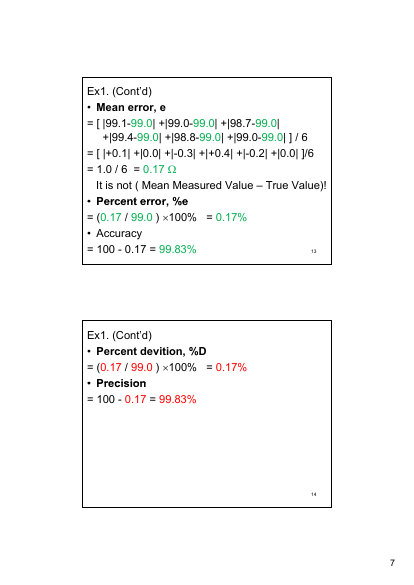 Ex1. (Cont'd)
• Mean error, e
= [ |99.1-99.0| +|99.0-99.0| +|98.7-99.0|
+|99.4-99.0| +|98.8-99.0| +|99.0-99.0| ] / 6
= [ |+0.1| +|0.0| +|-0.3| +|+0.4| +|-0.2| +|0.0| ]/6
= 1.0 / 6 = 0.17 Ω
It is not ( Mean Measured Value – True Value)!
• Percent error, %e
= (0.17 / 99.0 ) ×100% = 0.17%
• Accuracy
= 100 - 0.17 = 99.83%
13
Ex1. (Cont'd)
• Percent devition, %D
= (0.17 / 99.0 ) ×100% = 0.17%
• Precision
= 100 - 0.17 = 99.83%
14
7